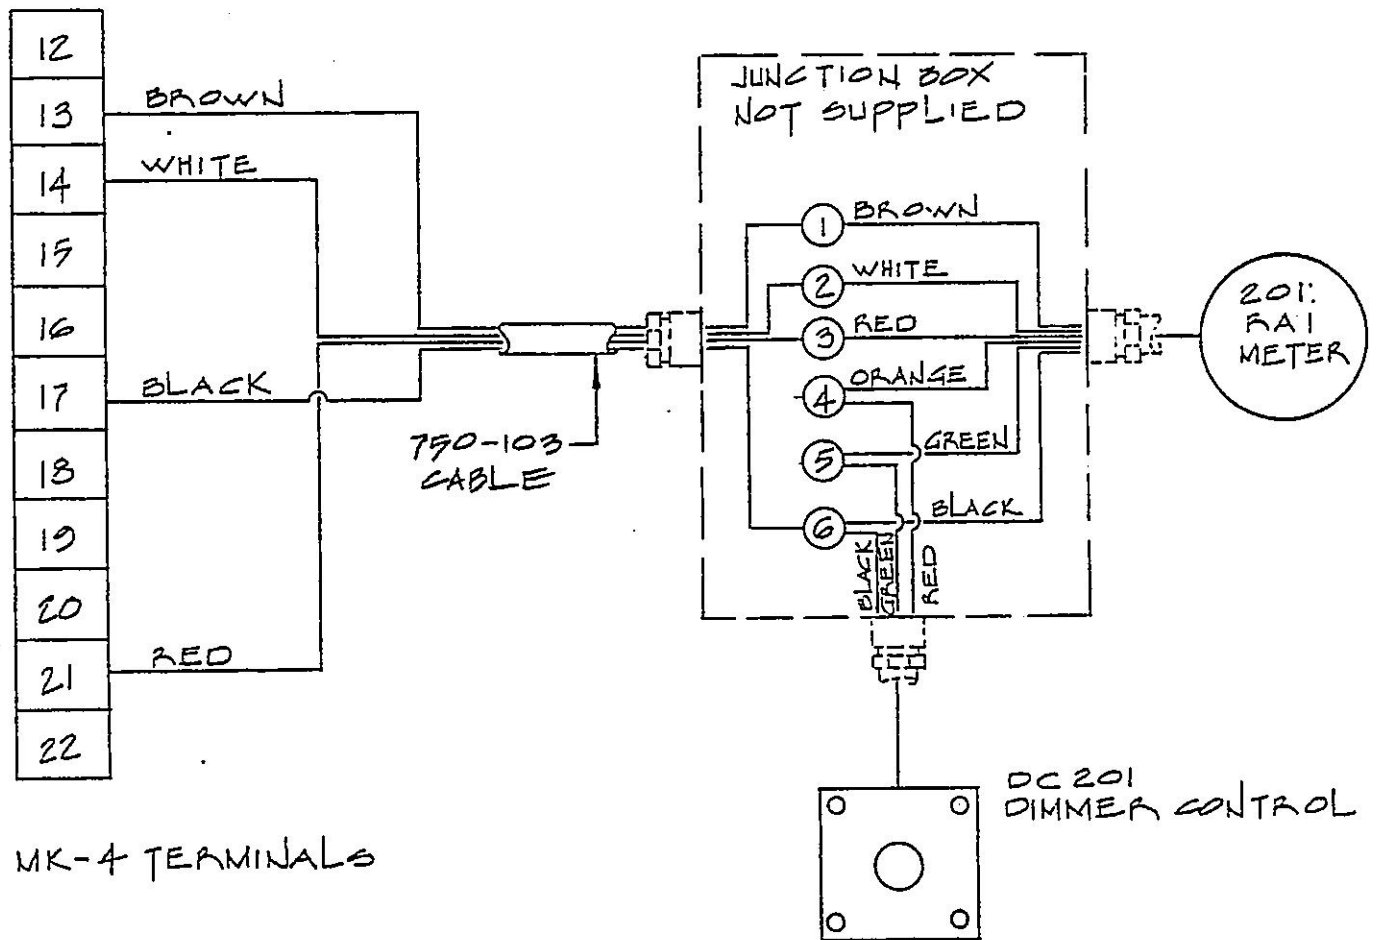 12
13
14
15
16
17
18
19
20
21
22
BROWN
WHITE
BLACK
RED
MK-4 TERMINALS
750-103
CABLE
JUNCTION BOX
NOT SUPPLIED
1
BROWN
2
WHITE
3
RED
4
ORANGE
5
GREEN
6
BLACK
BLACK
GREEN
RED
201:
RAI
METER
DC 201
DIMMER CONTROL